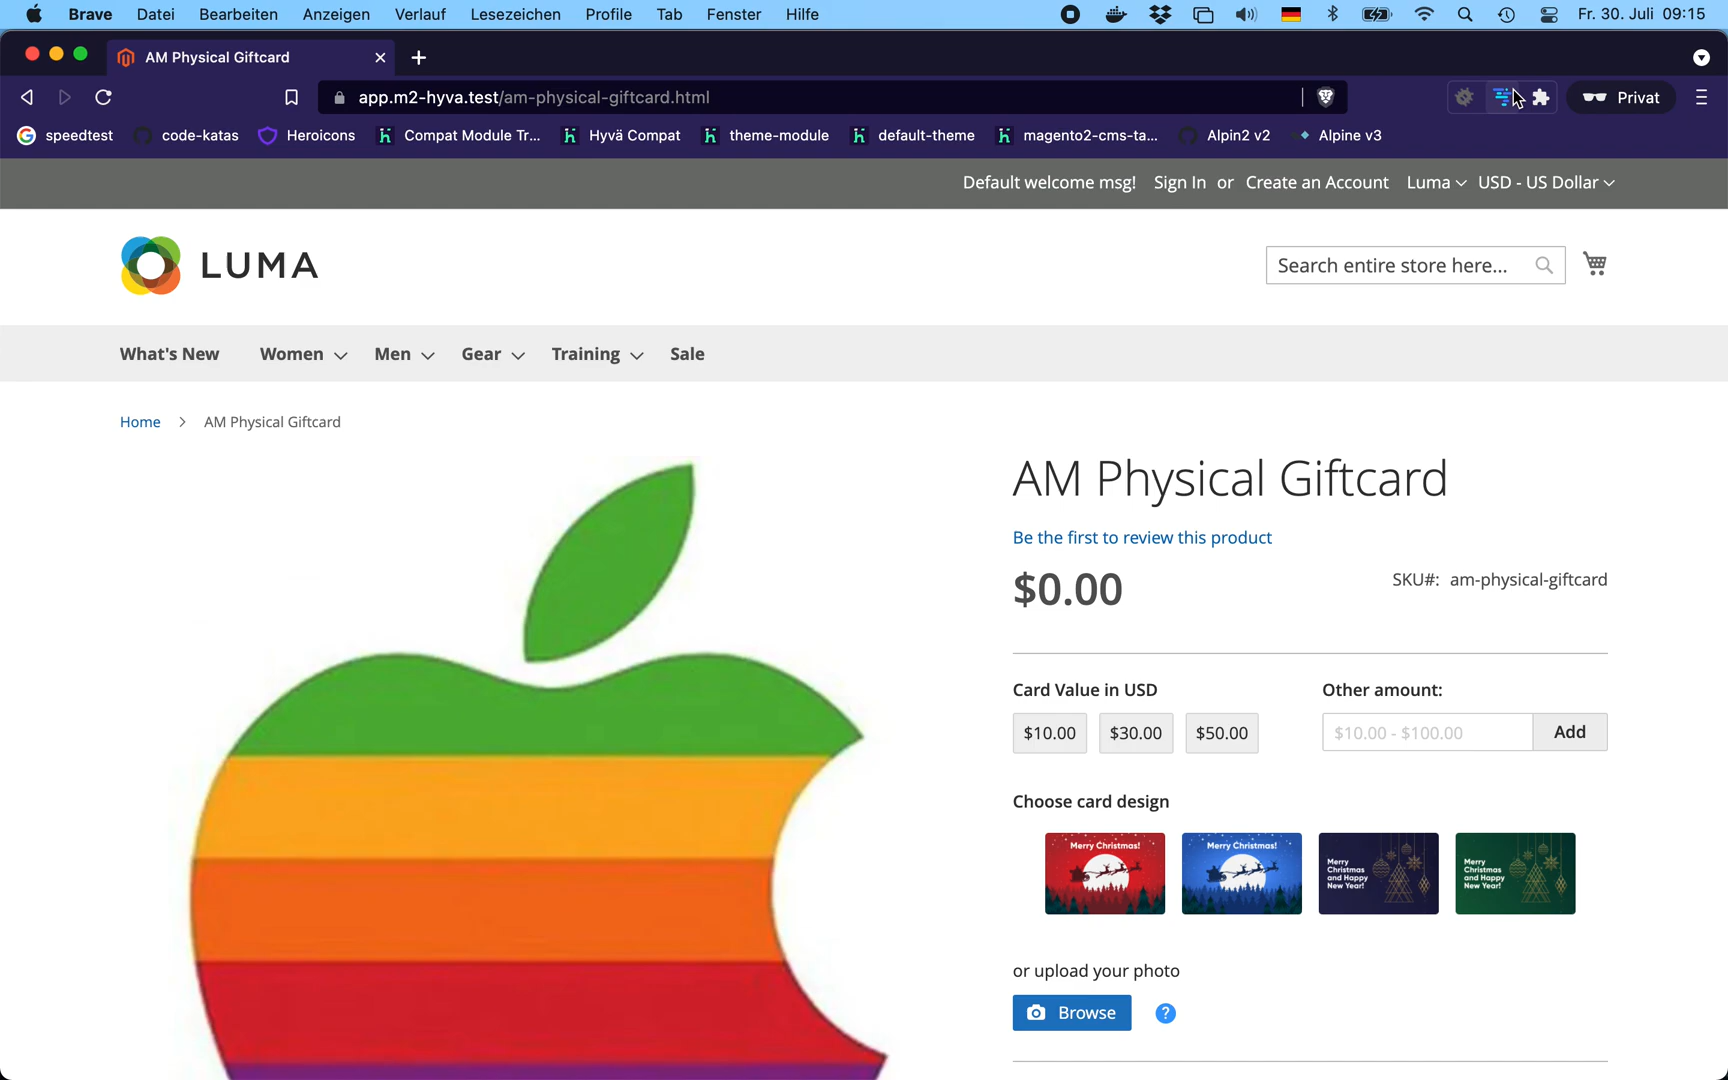 Brave Datei Bearbeiten Anzeigen Verlauf Lesezeichen Profile Tab Fenster Hilfe Fr. 30. Juli 09:15
AM Physical Giftcard
app.m2-hyva.test/am-physical-giftcard.html Privat
speedtest code-katas Heroicons Compat Module Tr... Hyvä Compat theme-module default-theme magento2-cms-ta... Alpin2 v2 Alpine v3
Default welcome msg! Sign In or Create an Account Luma USD - US Dollar
LUMA
Search entire store here...
What's New Women Men Gear Training Sale
Home > AM Physical Giftcard
AM Physical Giftcard
Be the first to review this product
$0.00
SKU#: am-physical-giftcard
Card Value in USD
$10.00 $30.00 $50.00
Other amount:
$10.00 - $100.00 Add
Choose card design
Merry Christmas!
Merry Christmas!
Merry
Christmas
and Happy
New Year!
Merry
Christmas
and Happy
New Year!
or upload your photo
Browse ?